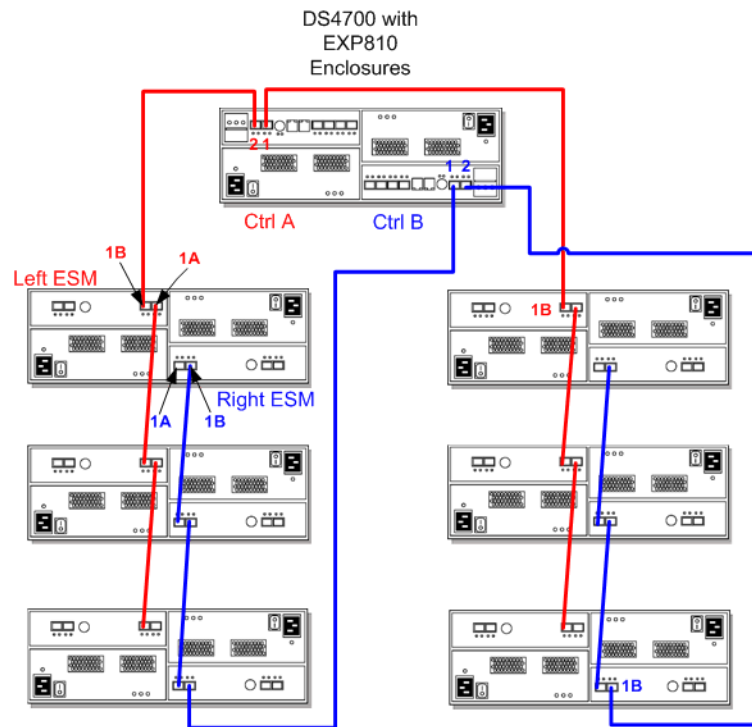 DS4700 with
EXP810
Enclosures
2 1
1 2
Ctrl A
Ctrl B
1B
1A
Left ESM
1B
Right ESM
1A
1B
1B